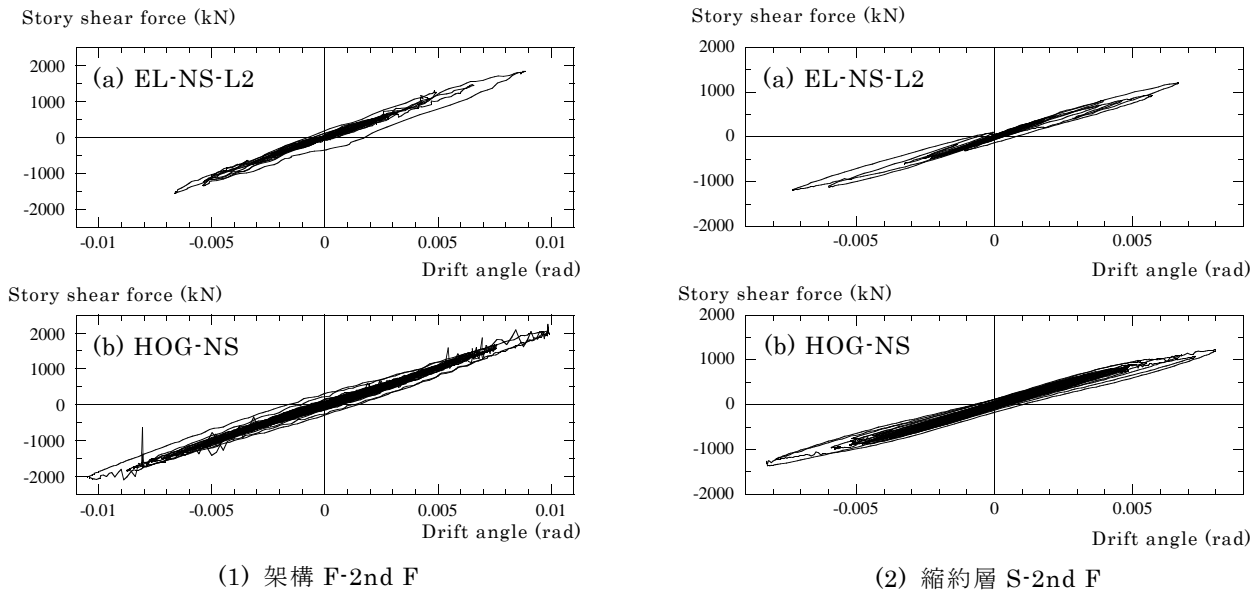 Story shear force (kN)
(a) EL-NS-L2
2000
1000
0
-1000
-2000
-0.01 -0.005 0 0.005 0.01
Drift angle (rad)
Story shear force (kN)
(b) HOG-NS
2000
1000
0
-1000
-2000
-0.01 -0.005 0 0.005 0.01
Drift angle (rad)
(1) 架構 F-2nd F
Story shear force (kN)
2000
(a) EL-NS-L2
1000
0
-1000
-2000
-0.005 0 0.005
Drift angle (rad)
Story shear force (kN)
2000
(b) HOG-NS
1000
0
-1000
-2000
-0.005 0 0.005
Drift angle (rad)
(2) 縮約層 S-2nd F